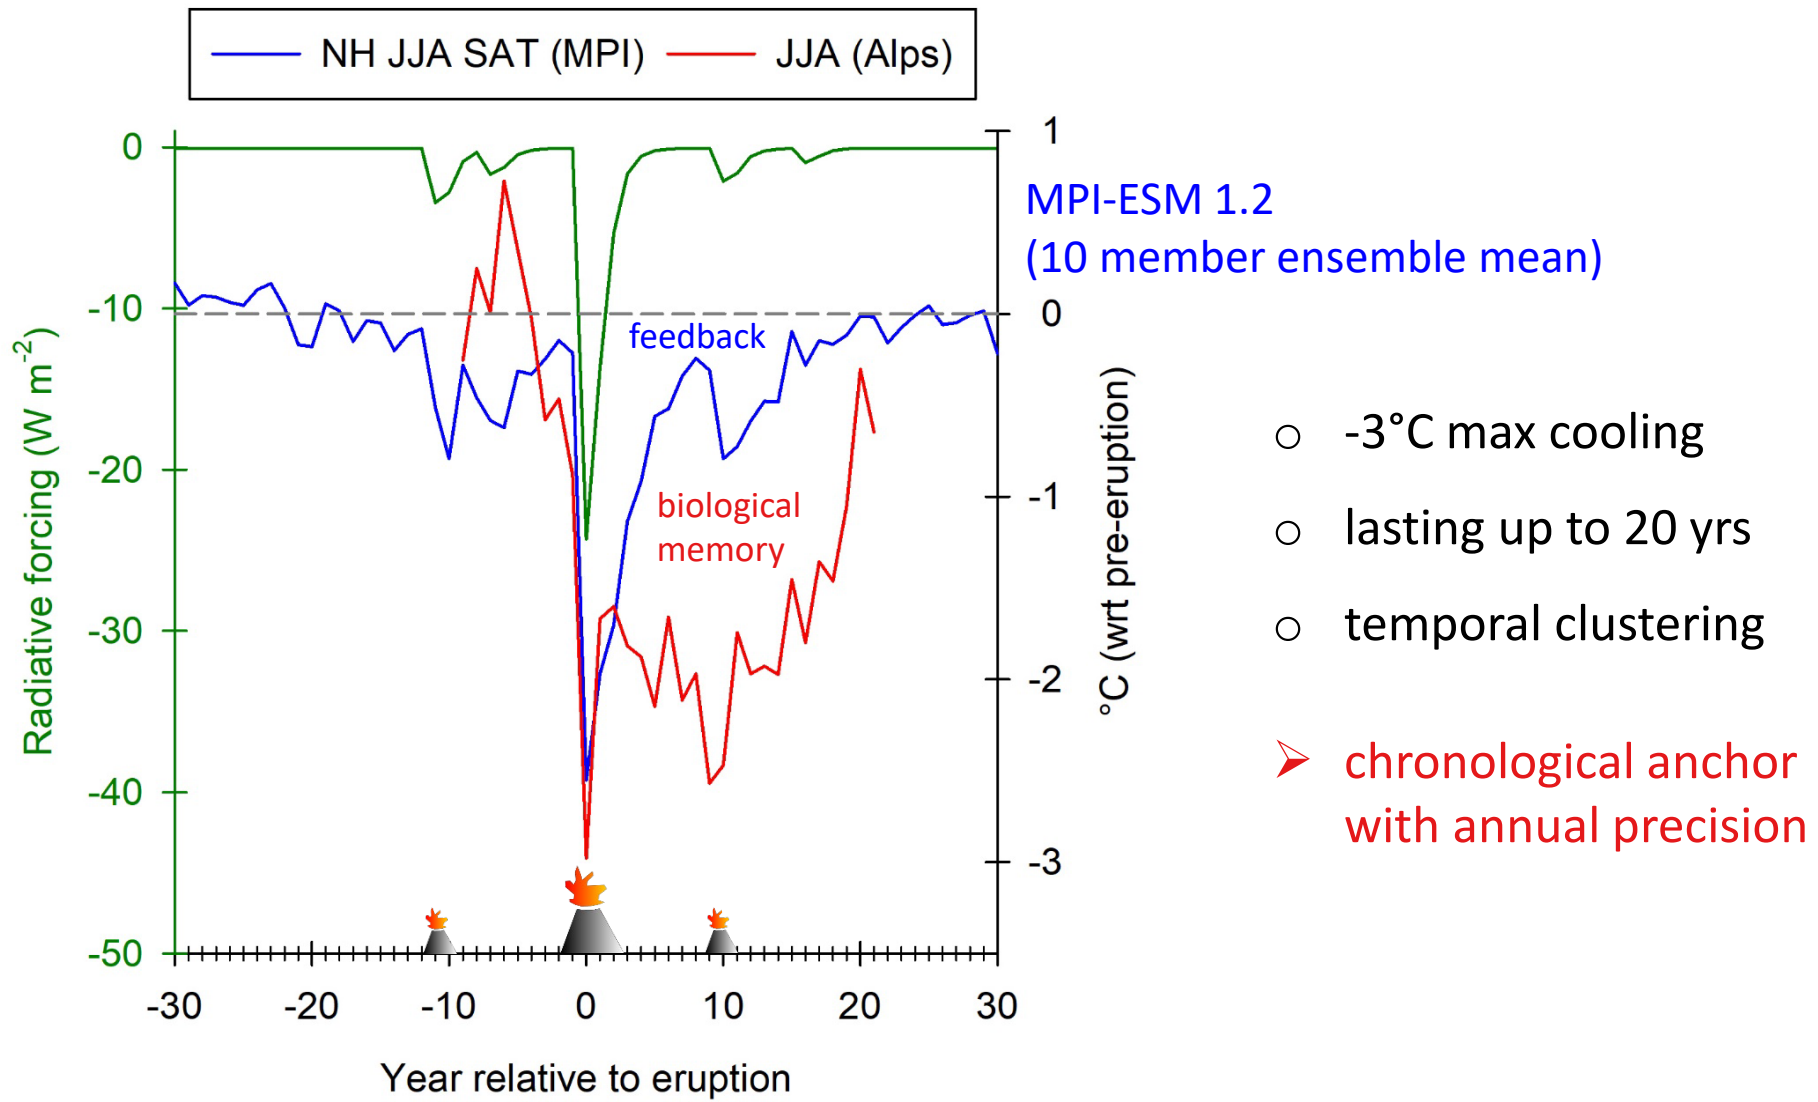 NH JJA SAT (MPI) JJA (Alps)
0
-10
-20
-30
-40
-50
Radiative forcing (W m-2)
1
0
-1
-2
-3
°C (wrt pre-eruption)
MPI-ESM 1.2
(10 member ensemble mean)
feedback
biological
memory
-30 -20 -10 0 10 20 30
Year relative to eruption
-3°C max cooling
lasting up to 20 yrs
temporal clustering
chronological anchor
with annual precision